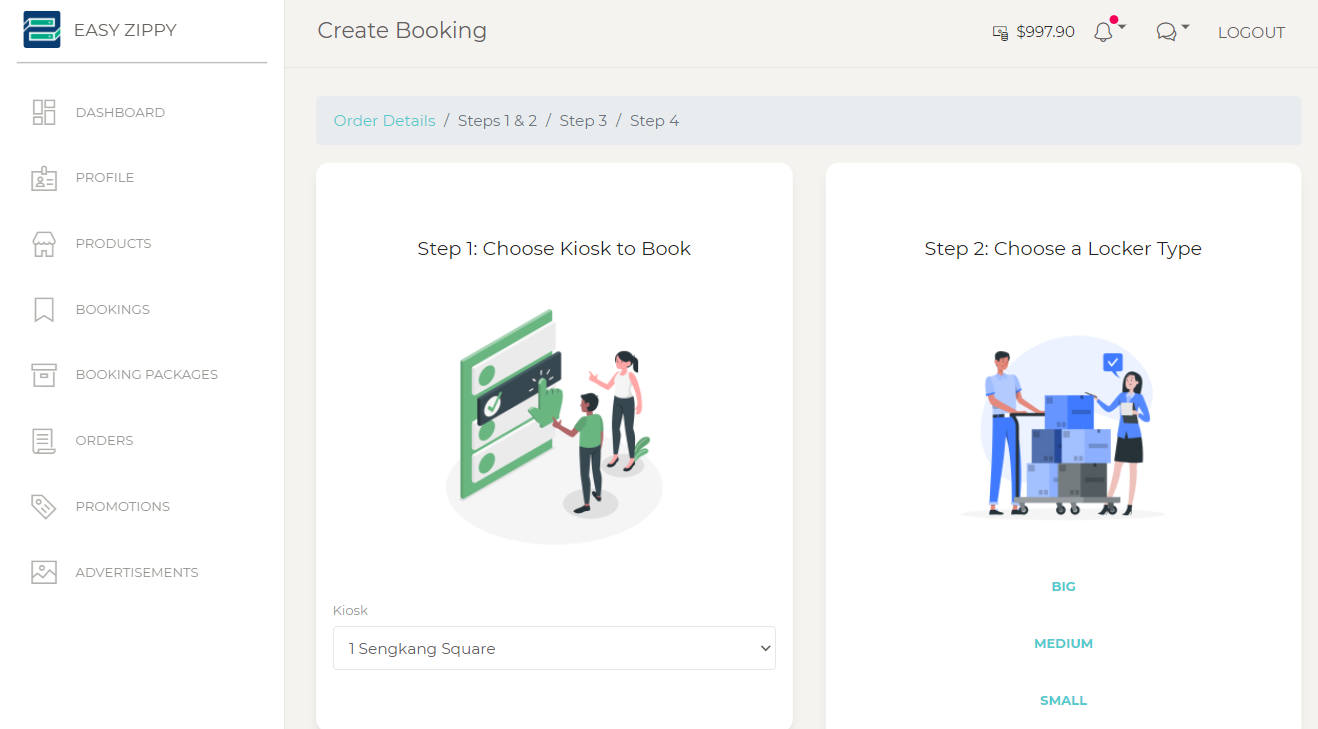 EASY ZIPPY
DASHBOARD
PROFILE
PRODUCTS
BOOKINGS
BOOKING PACKAGES
ORDERS
PROMOTIONS
ADVERTISEMENTS
Create Booking
$997.90
LOGOUT
Order Details / Steps 1 & 2 / Step 3 / Step 4
Step 1: Choose Kiosk to Book
Kiosk
1 Sengkang Square
Step 2: Choose a Locker Type
BIG
MEDIUM
SMALL